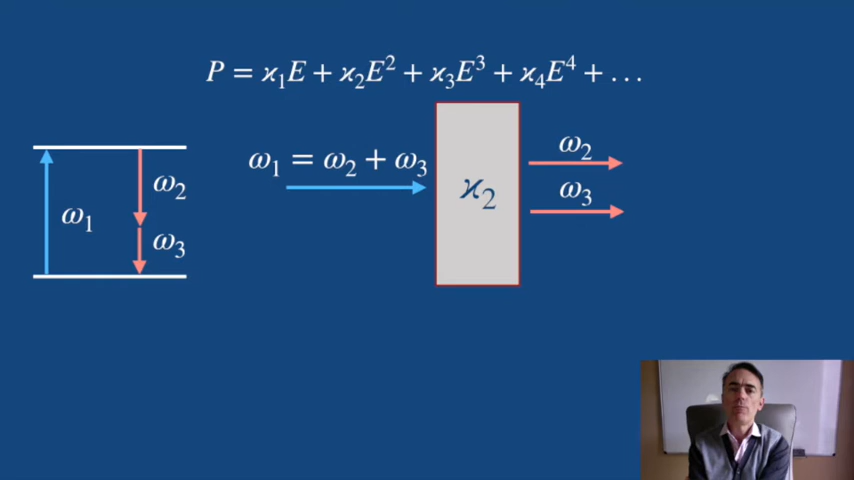 P = ϰ₁E + ϰ₂E² + ϰ₃E³ + ϰ₄E⁴ + …
ω₁ = ω₂ + ω₃
ω₂
ω₃
ϰ₂
ω₁
ω₂
ω₃